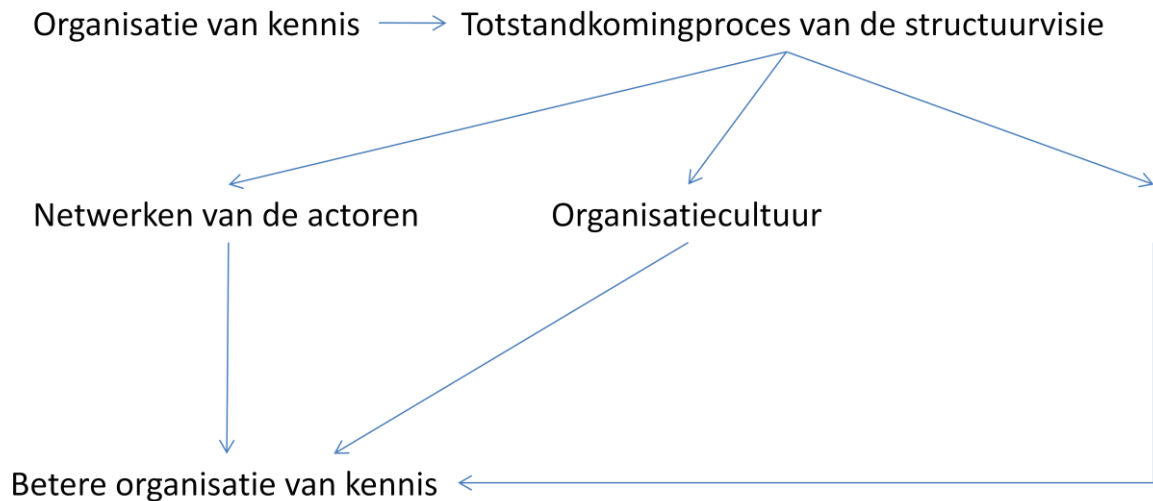 Organisatie van kennis
Totstandkomingproces van de structuurvisie
Netwerken van de actoren
Organisatiecultuur
Betere organisatie van kennis